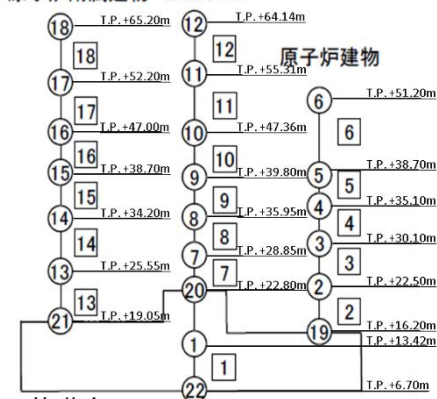 18 T.P.+65.20m 12 T.P.+64.14m
18 12 原子炉建物
17 T.P.+52.20m 11 T.P.+55.31m 6 T.P.+51.20m
17 11 6
16 T.P.+47.00m 10 T.P.+47.36m
16 10
15 T.P.+38.70m 9 T.P.+39.80m 5 T.P.+38.70m
15 9 5
14 T.P.+34.20m 8 T.P.+35.95m 4 T.P.+35.10m
14 8 4
7 T.P.+28.85m 3 T.P.+30.10m
13 T.P.+25.55m 7 3
20 T.P.+22.80m 2 T.P.+22.50m
13 2
21 T.P.+19.05m 19 T.P.+16.20m
1 T.P.+13.42m
1
22 T.P.+6.70m